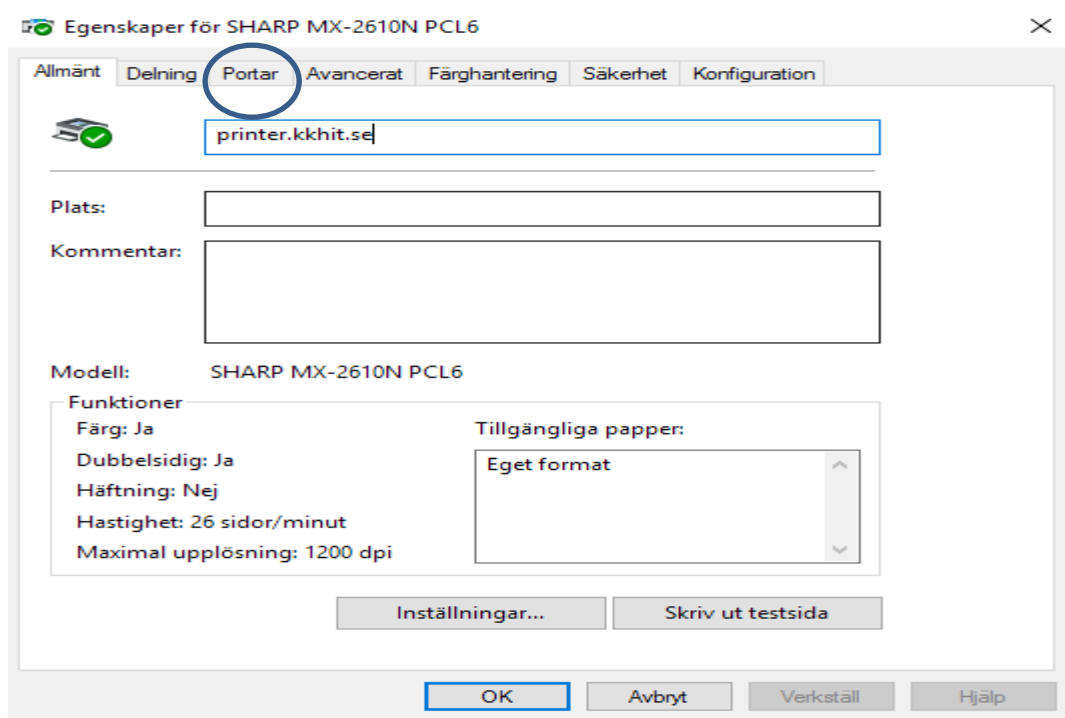 Egenskaper för SHARP MX-2610N PCL6
Allmänt Delning Portar Avancerat Färghantering Säkerhet Konfiguration
printer.kkhit.se
Plats:
Kommentar:
Modell: SHARP MX-2610N PCL6
Funktioner
Färg: Ja
Tillgängliga papper:
Dubbelsidig: Ja
Eget format
Häftning: Nej
Hastighet: 26 sidor/minut
Maximal upplösning: 1200 dpi
Inställningar... Skriv ut testsida
OK Avbryt Verkställ Hjälp